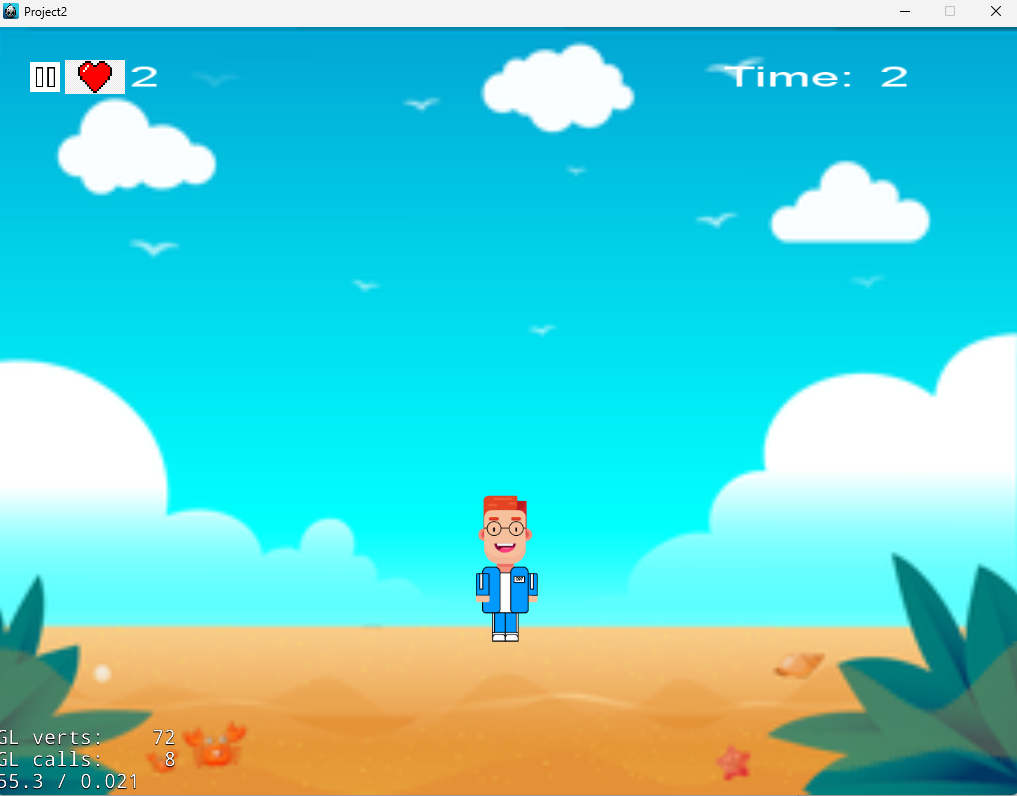 Project2
2
Time: 2
GL verts: 72
GL calls: 8
55.3 / 0.021